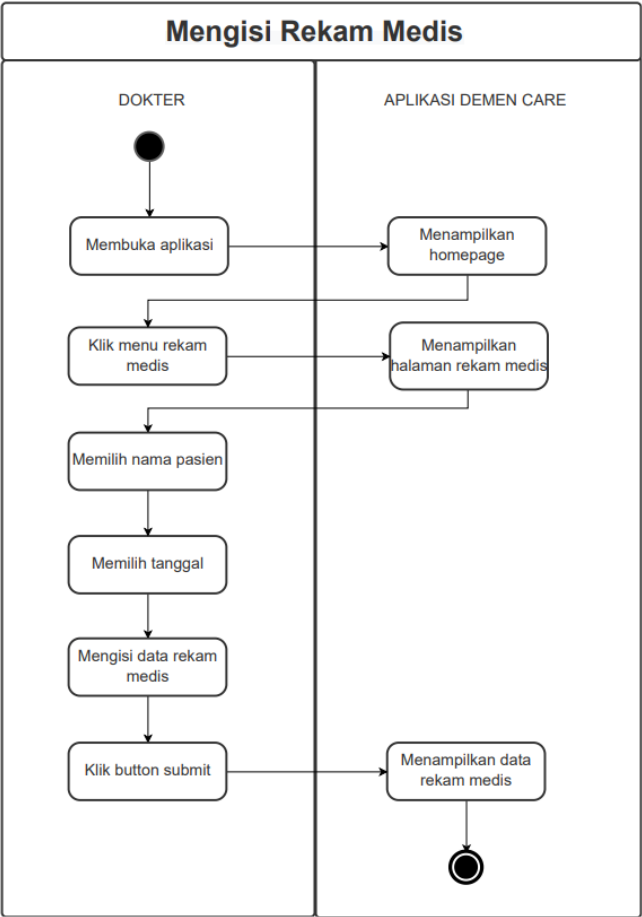 Mengisi Rekam Medis
DOKTER
APLIKASI DEMEN CARE
Membuka aplikasi
Menampilkan
homepage
Klik menu rekam
medis
Menampilkan
halaman rekam medis
Memilih nama pasien
Memilih tanggal
Mengisi data rekam
medis
Klik button submit
Menampilkan data
rekam medis